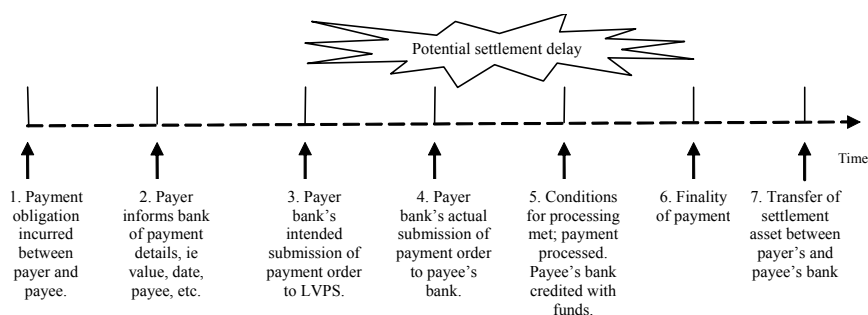 Potential settlement delay
Time
1. Payment
obligation
incurred
between
payer and
payee.
2. Payer
informs bank
of payment
details, ie
value, date,
payee, etc.
3. Payer
bank's
intended
submission of
payment order
to LVPS.
4. Payer
bank's actual
submission of
payment order
to payee's
bank.
5. Conditions
for processing
met; payment
processed.
Payee's bank
credited with
funds.
6. Finality
of payment
7. Transfer of
settlement
asset between
payer's and
payee's bank